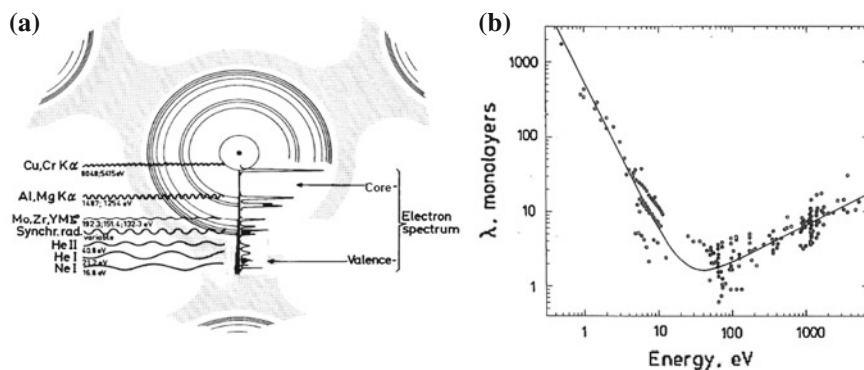 (a)
Cu,Cr Kα
8048;5415eV
Al,Mg Kα
1487; 1254 eV
Mo,Zr,YMξ
192.3;151.4;132.3 eV
Synchr.rad.
variable
He II
40.8 eV
He I
21.2 eV
Ne I
16.8 eV
Core
Electron
spectrum
Valence
(b)
λ, monolayers
1000
100
10
1
1
10
100
1000
Energy, eV